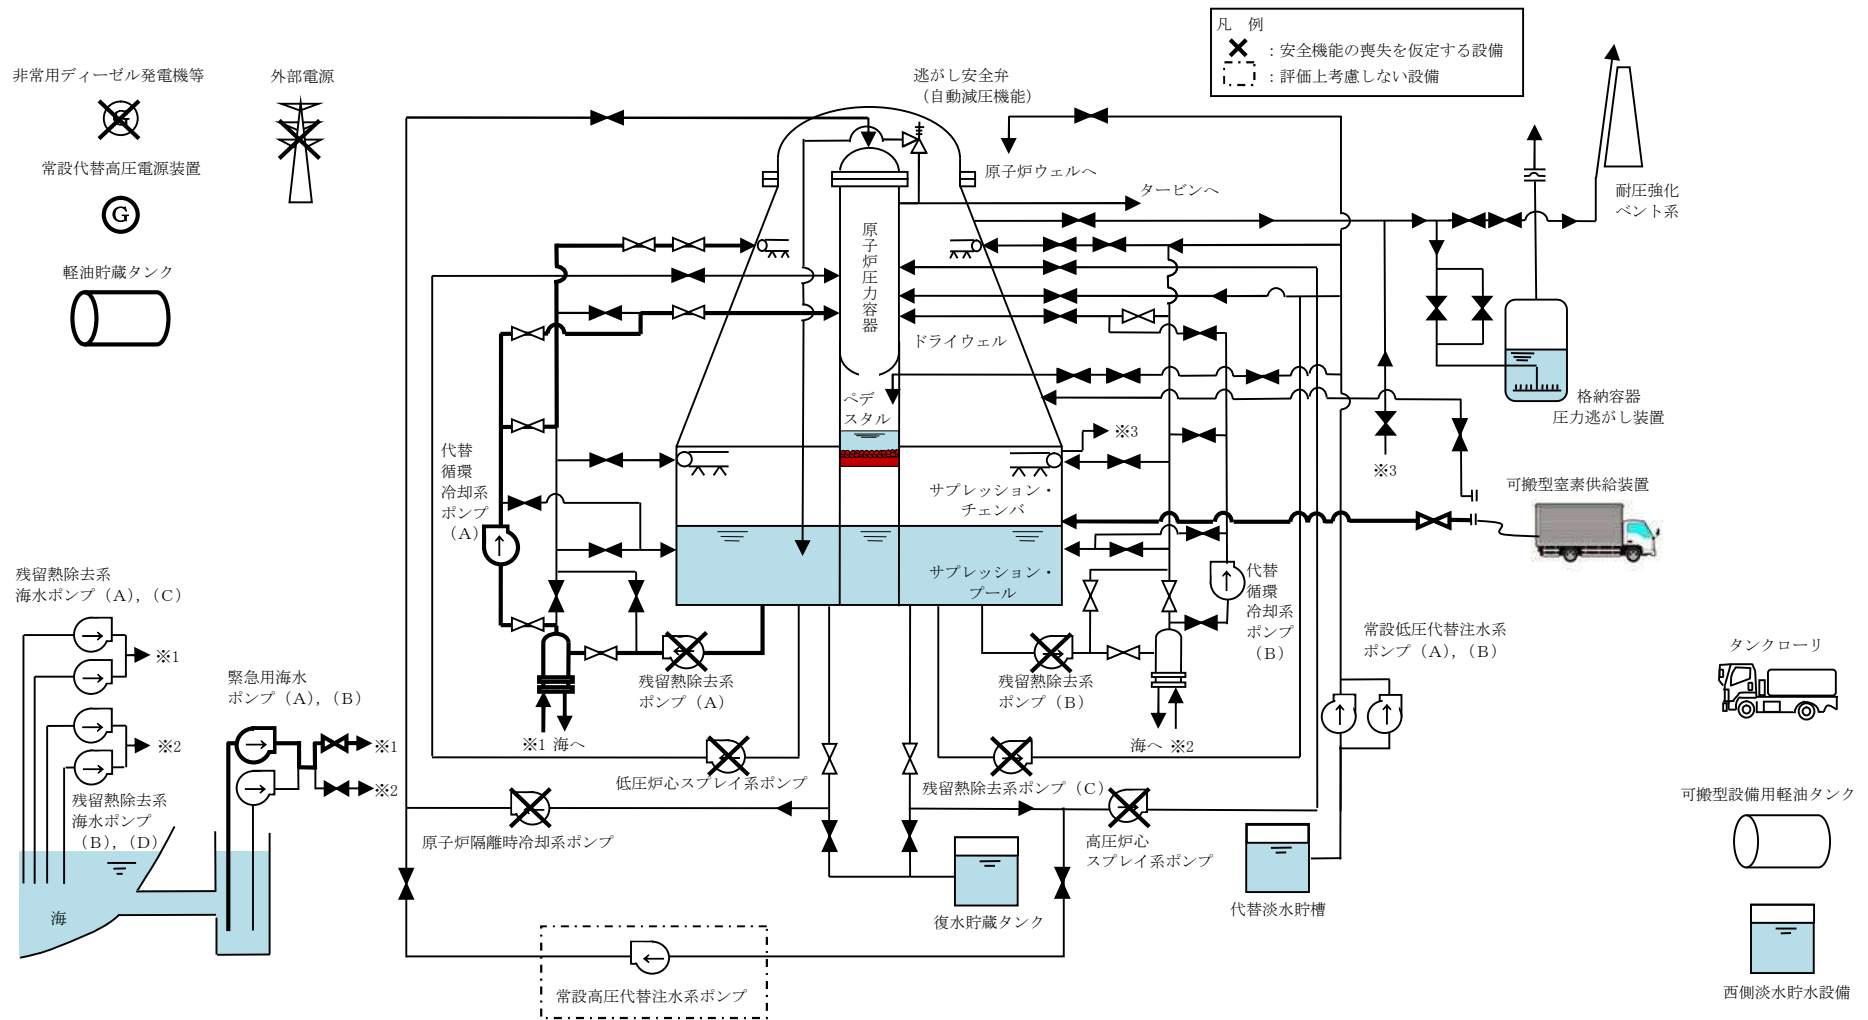 凡　例
：安全機能の喪失を仮定する設備
：評価上考慮しない設備
非常用ディーゼル発電機等
G
外部電源
常設代替高圧電源装置
G
軽油貯蔵タンク
逃がし安全弁
（自動減圧機能）
原子炉ウェルへ
タービンへ
耐圧強化
ベント系
原子炉圧力容器
ドライウェル
ペデ
スタル
格納容器
圧力逃がし装置
※3
※3
代替
循環
冷却系
ポンプ
（A）
サプレッション・
チェンバ
サプレッション・
プール
可搬型窒素供給装置
残留熱除去系
海水ポンプ（A），（C）
※1
緊急用海水
ポンプ（A），（B）
※2
※1
※2
残留熱除去系
海水ポンプ
（B），（D）
海
残留熱除去系
ポンプ（A）
※1 海へ
残留熱除去系
ポンプ（B）
海へ ※2
代替
循環
冷却系
ポンプ
（B）
常設低圧代替注水系
ポンプ（A），（B）
タンクローリ
低圧炉心スプレイ系ポンプ
残留熱除去系ポンプ（C）
可搬型設備用軽油タンク
原子炉隔離時冷却系ポンプ
高圧炉心
スプレイ系ポンプ
復水貯蔵タンク
代替淡水貯槽
常設高圧代替注水系ポンプ
西側淡水貯水設備